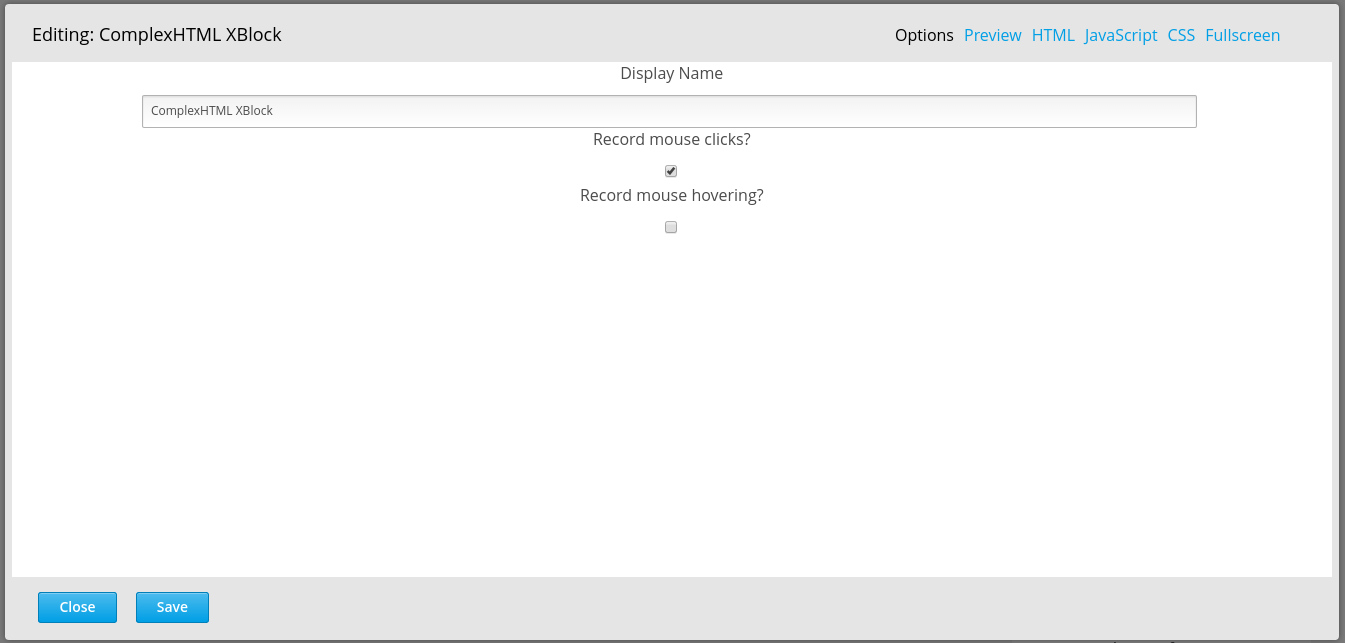 Editing: ComplexHTML XBlock
Options Preview HTML JavaScript CSS Fullscreen
Display Name
ComplexHTML XBlock
Record mouse clicks?
Record mouse hovering?
Close Save